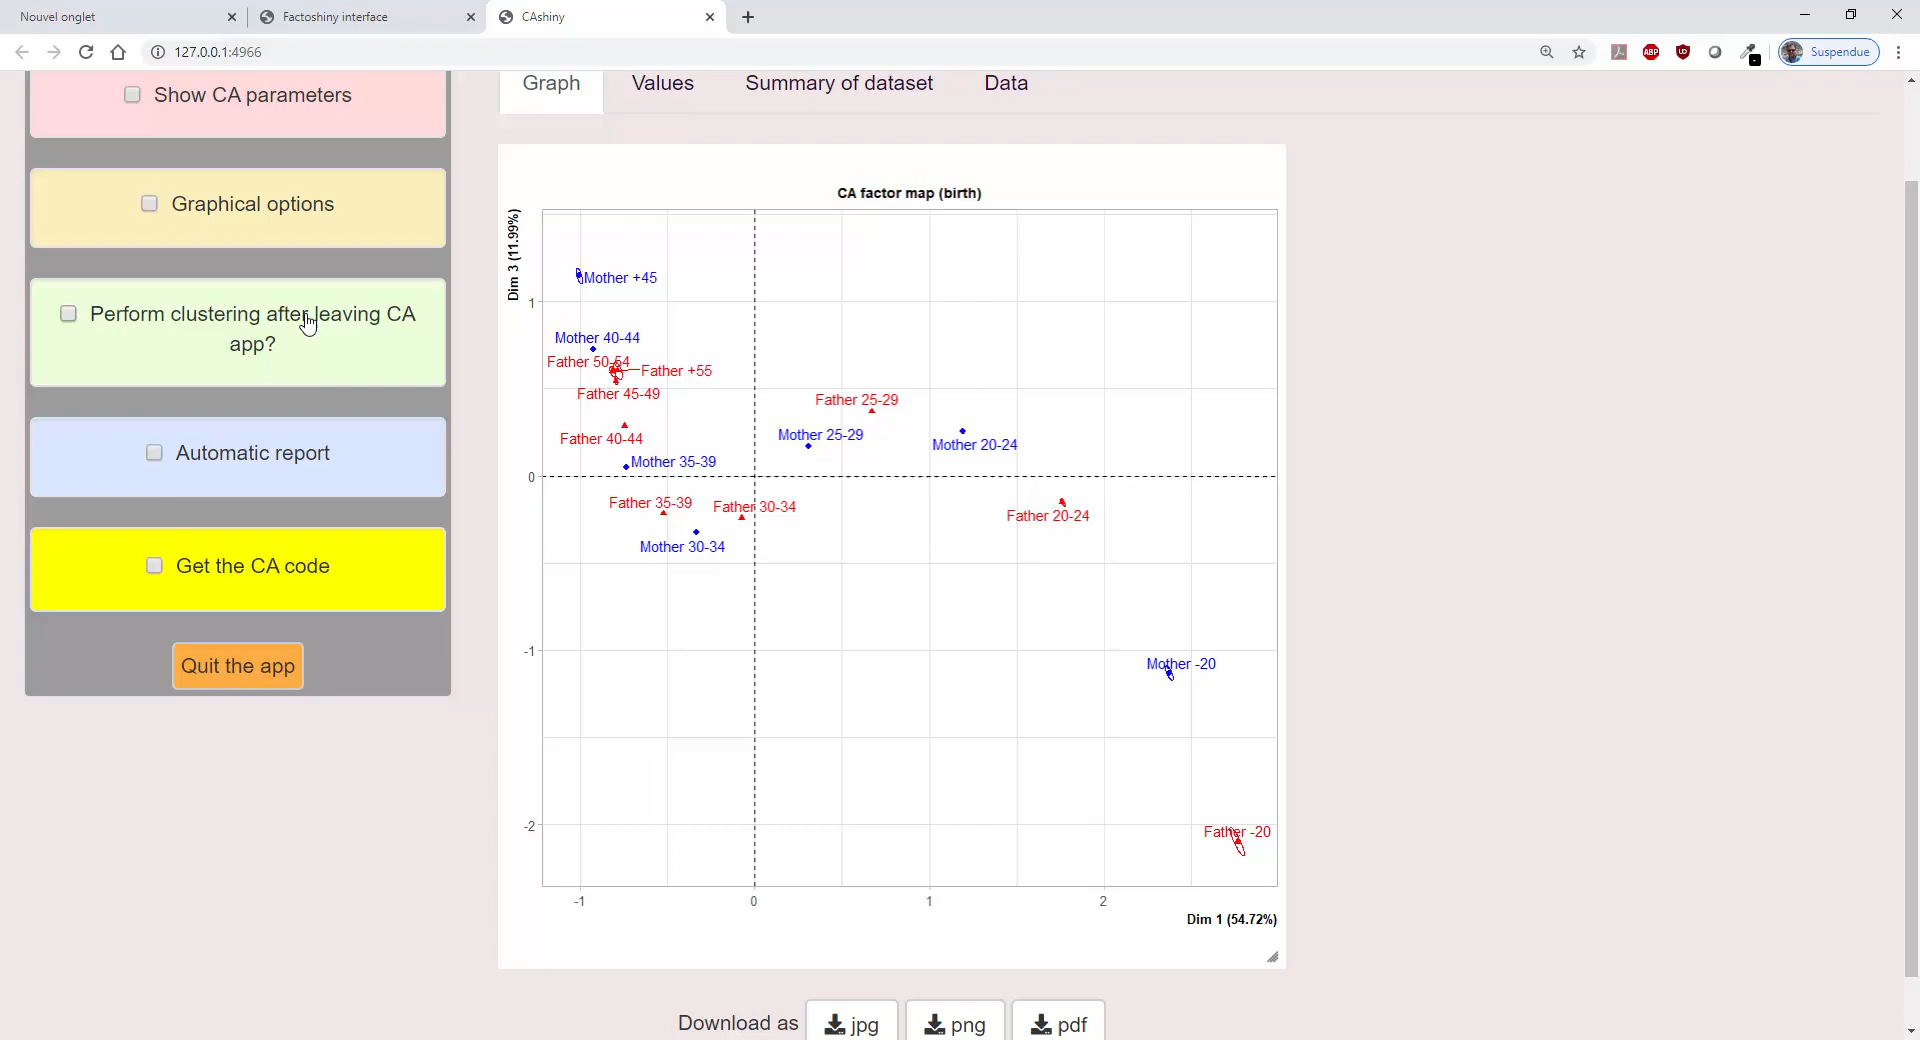 Nouvel onglet
Factoshiny interface
CAshiny
127.0.0.1:4966
ABP
Suspendue
Show CA parameters
Graphical options
Perform clustering after leaving CA
app?
Automatic report
Get the CA code
Quit the app
Graph
Values
Summary of dataset
Data
CA factor map (birth)
Dim 3 (11.99%)
Mother +45
1
Mother 40-44
Father 50-54
Father +55
Father 45-49
Father 25-29
Father 40-44
Mother 25-29
Mother 20-24
Mother 35-39
0
Father 35-39
Father 30-34
Father 20-24
Mother 30-34
-1
Mother -20
-2
Father -20
-1
0
1
2
Dim 1 (54.72%)
Download as
jpg
png
pdf